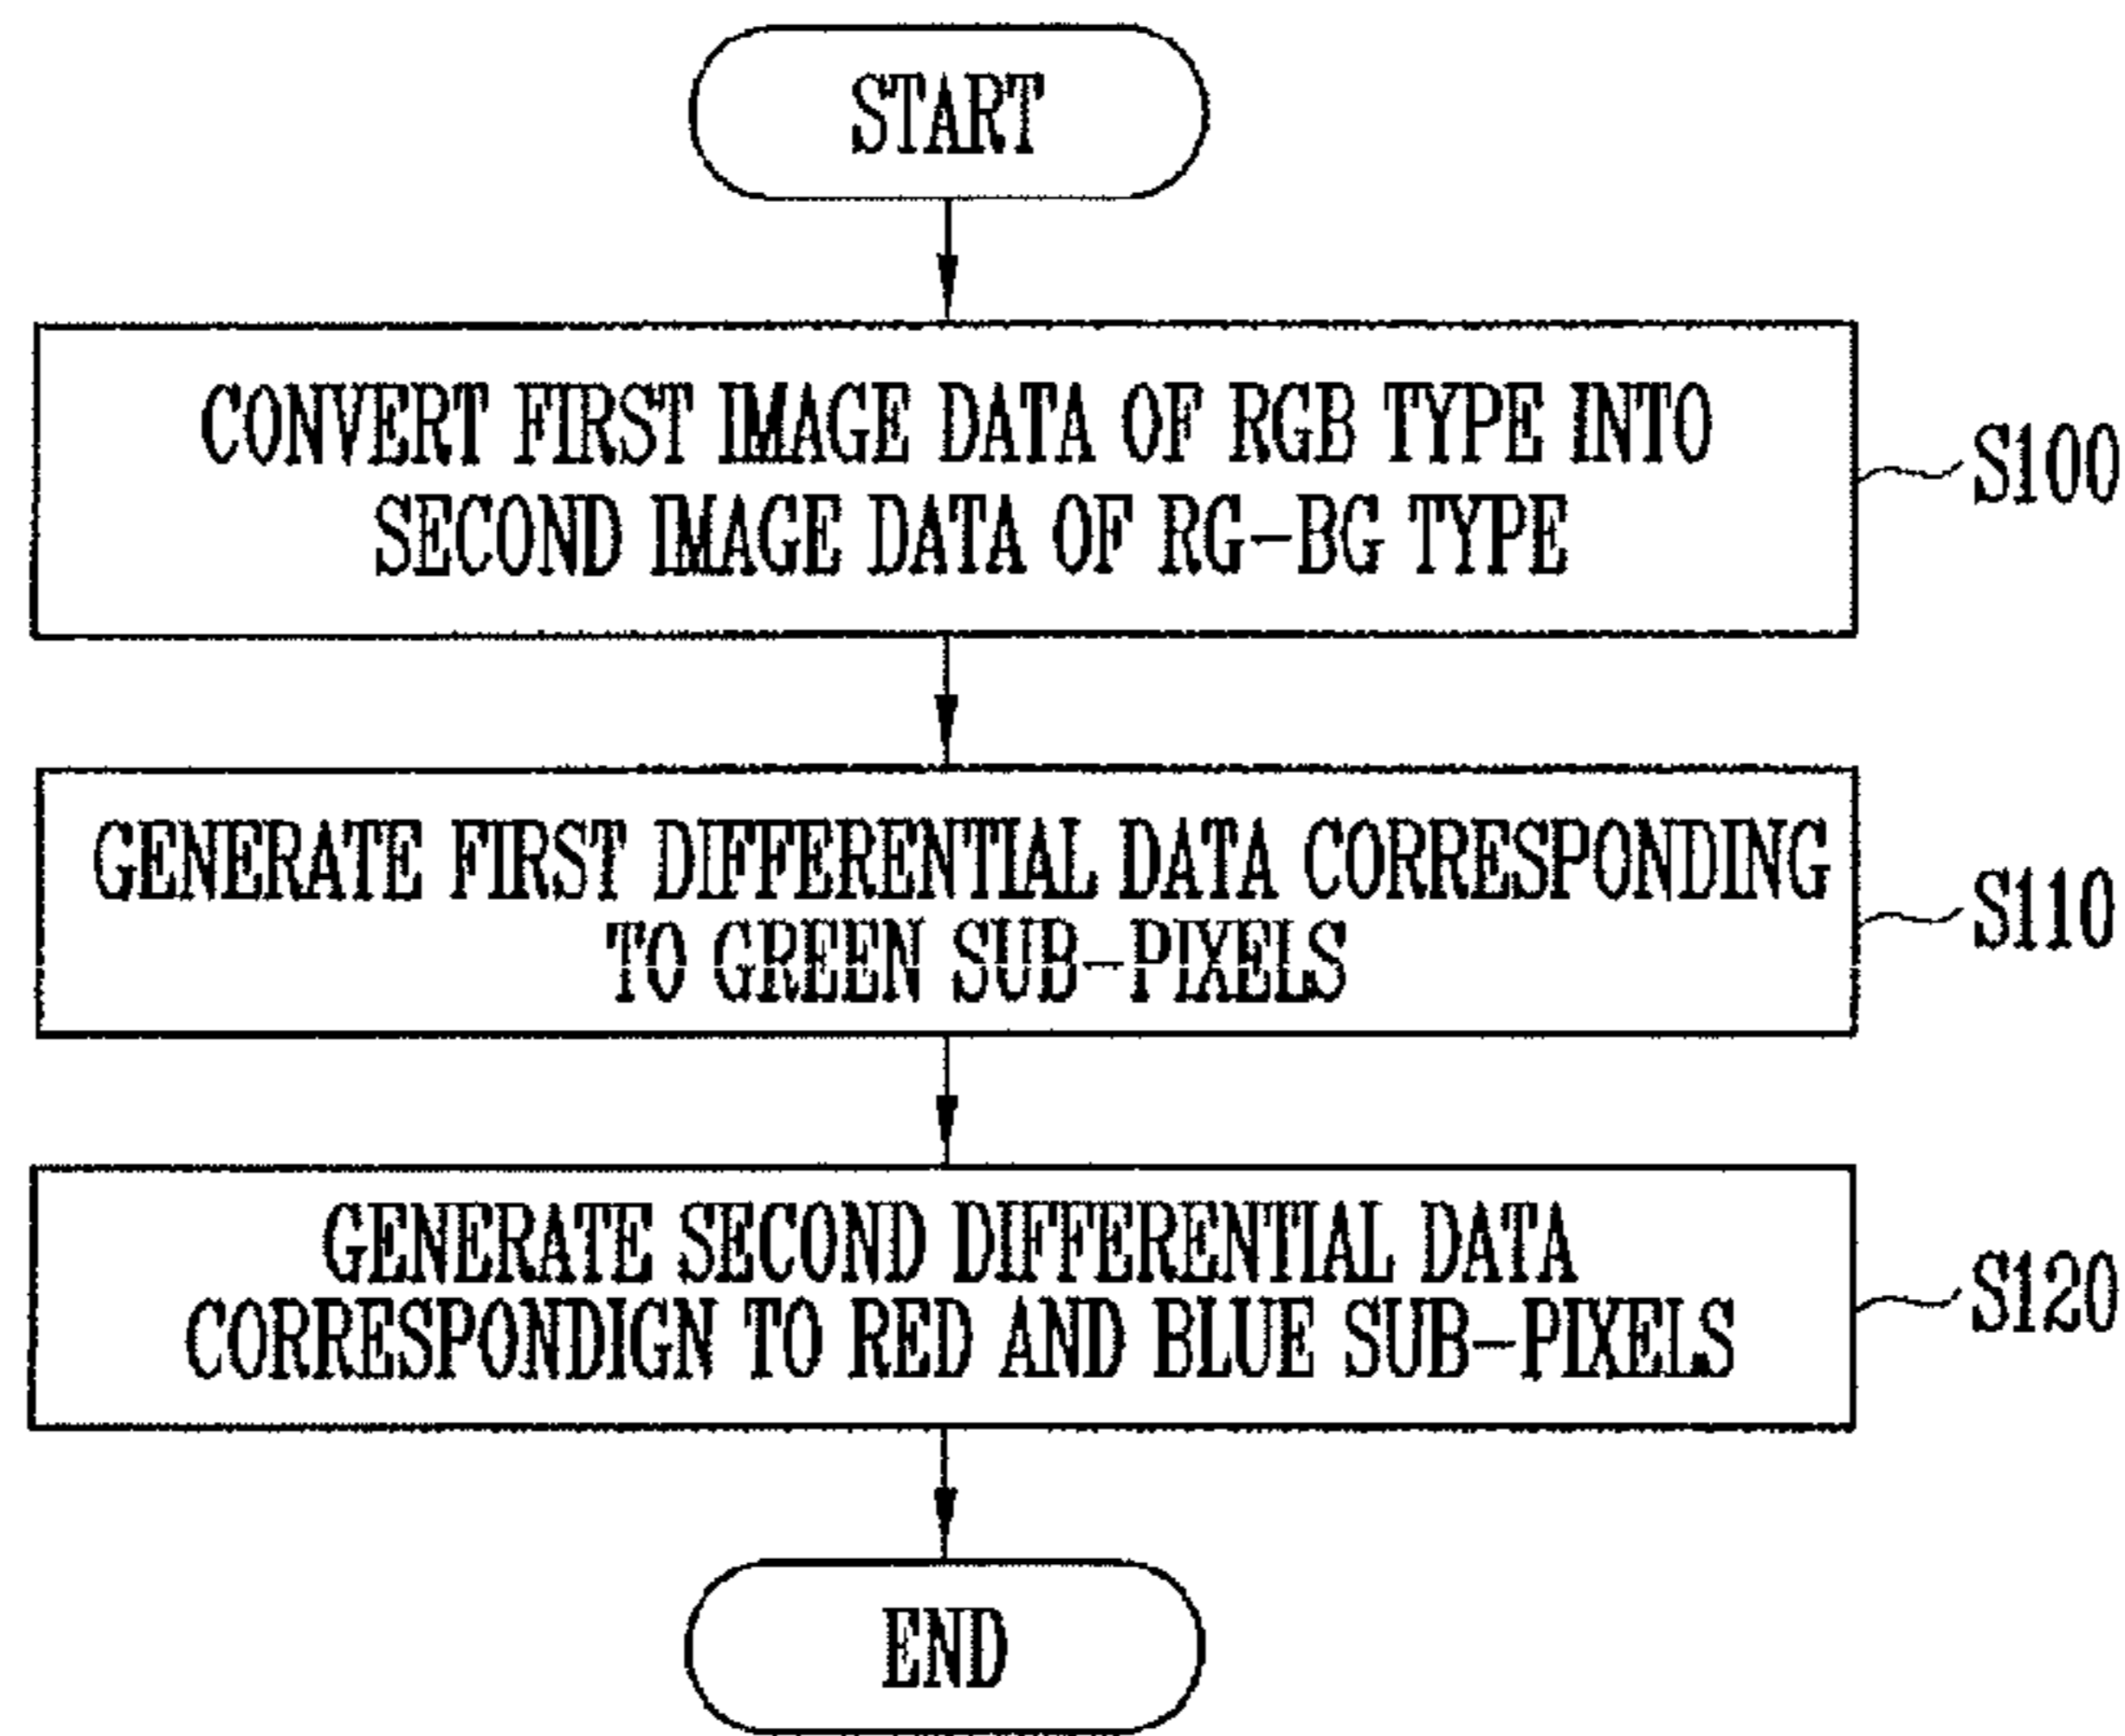 START
CONVERT FIRST IMAGE DATA OF RGB TYPE INTO
SECOND IMAGE DATA OF RG-BG TYPE
S100
GENERATE FIRST DIFFERENTIAL DATA CORRESPONDING
TO GREEN SUB-PIXELS
S110
GENERATE SECOND DIFFERENTIAL DATA
CORRESPONDIGN TO RED AND BLUE SUB-PIXELS
S120
END